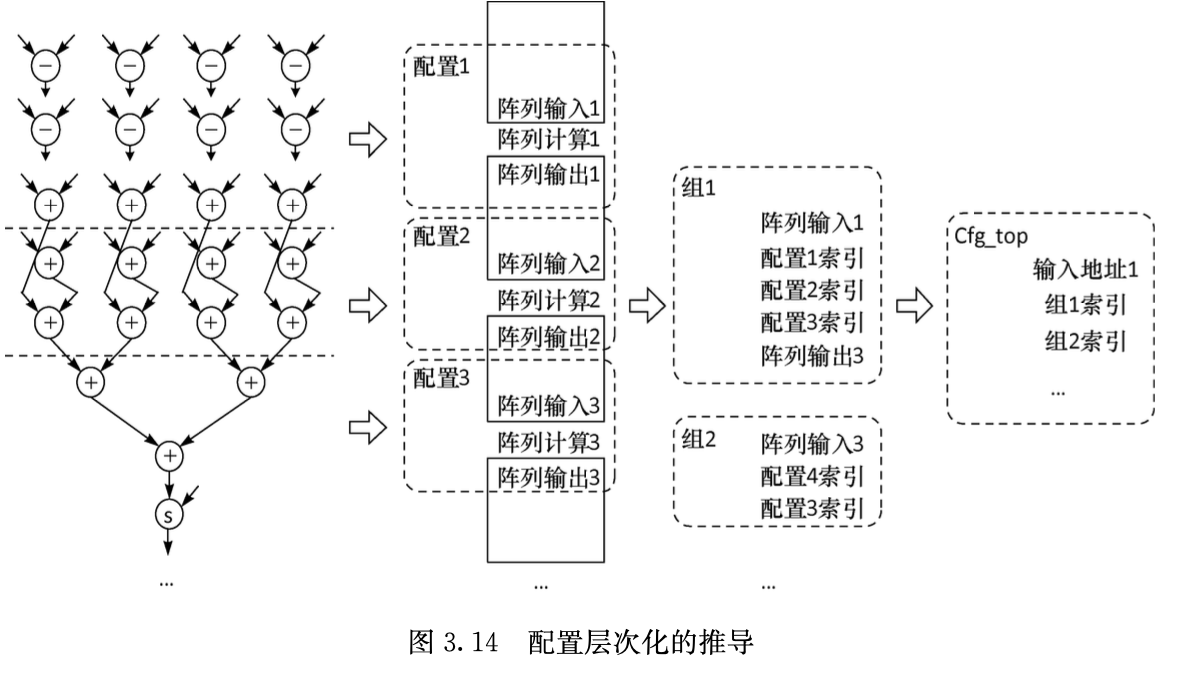 − − − −
− − − −
+ + + +
+ + + +
+ + + +
+ +
+
s
...
配置1
阵列输入1
阵列计算1
阵列输出1
配置2
阵列输入2
阵列计算2
阵列输出2
配置3
阵列输入3
阵列计算3
阵列输出3
...
组1
阵列输入1
配置1索引
配置2索引
配置3索引
阵列输出3
组2
阵列输入3
配置4索引
配置3索引
...
Cfg_top
输入地址1
组1索引
组2索引
...
图 3.14 配置层次化的推导